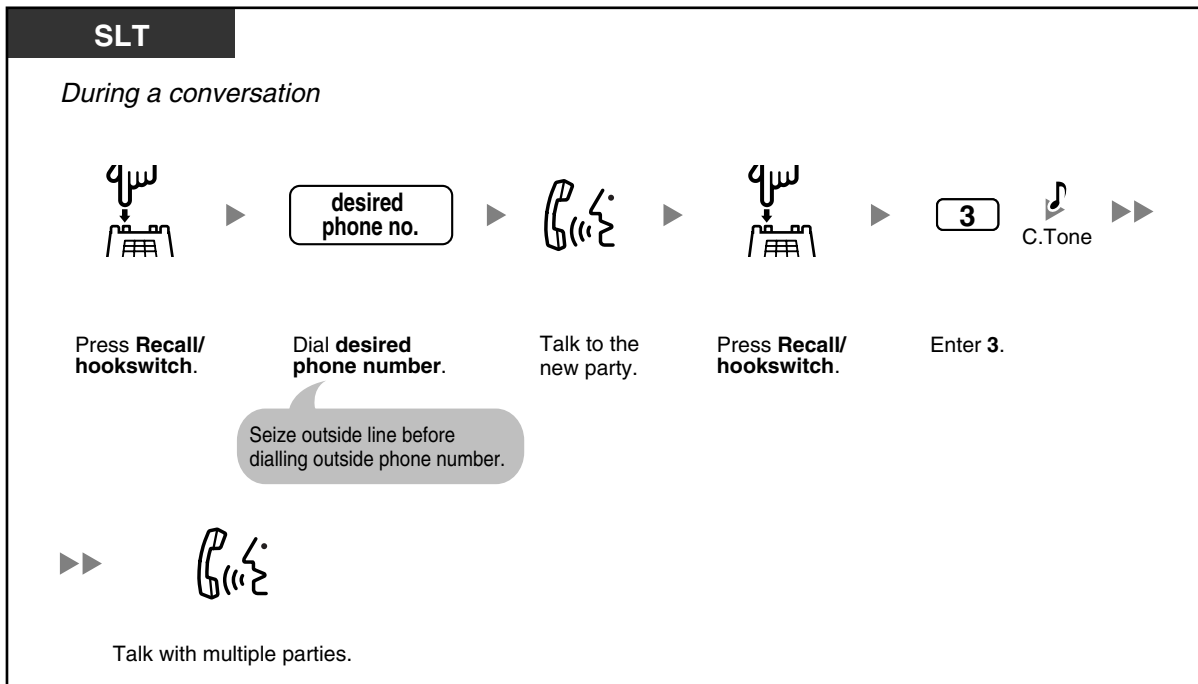 SLT
During a conversation
desired
phone no.
3
C.Tone
Press Recall/
hookswitch.
Dial desired
phone number.
Talk to the
new party.
Press Recall/
hookswitch.
Enter 3.
Seize outside line before
dialling outside phone number.
Talk with multiple parties.